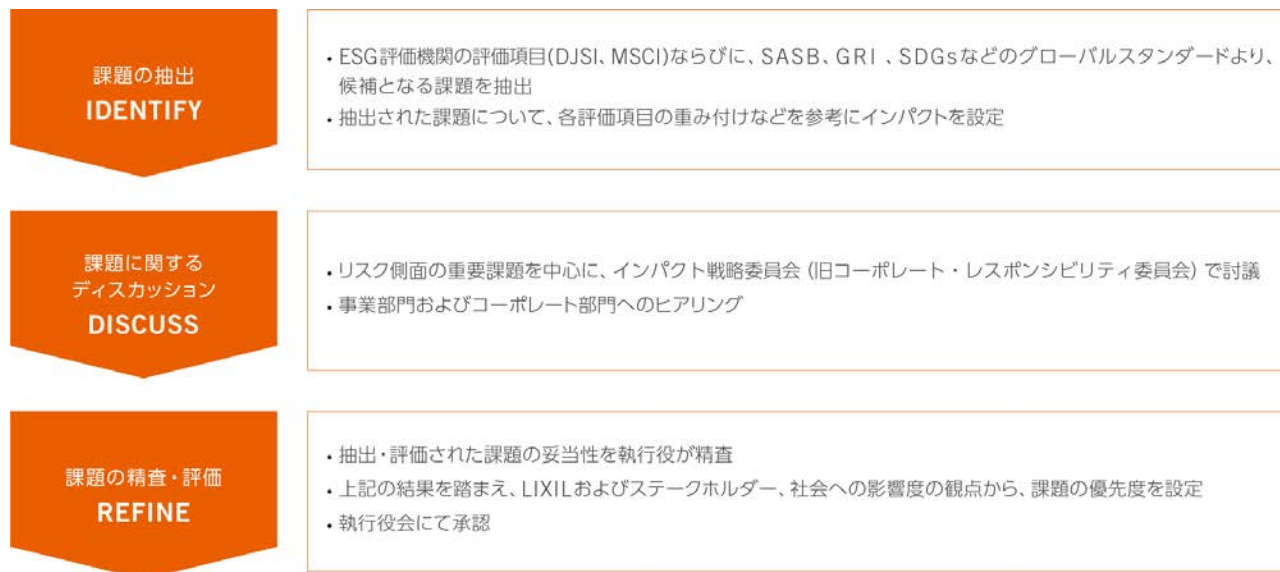 課題の抽出
IDENTIFY
・ESG評価機関の評価項目(DJSI、MSCI)ならびに、SASB、GRI 、SDGsなどのグローバルスタンダードより、
候補となる課題を抽出
・抽出された課題について、各評価項目の重み付けなどを参考にインパクトを設定
課題に関する
ディスカッション
DISCUSS
・リスク側面の重要課題を中心に、インパクト戦略委員会 (旧コーポレート・レスポンシビリティ委員会) で討議
・事業部門およびコーポレート部門へのヒアリング
課題の精査・評価
REFINE
・抽出・評価された課題の妥当性を執行役が精査
・上記の結果を踏まえ、LIXILおよびステークホルダー、社会への影響度の観点から、課題の優先度を設定
・執行役会にて承認